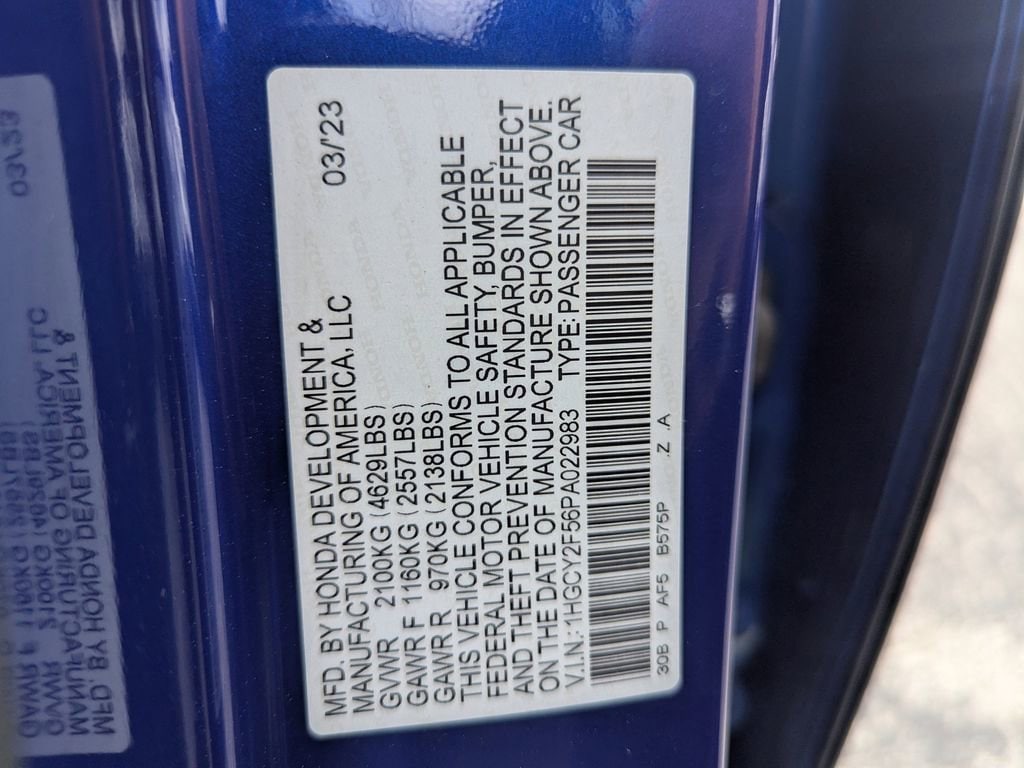 MFD. BY HONDA DEVELOPMENT &
MANUFACTURING OF AMERICA, LLC 03/23
GVWR 2100KG (4629LBS)
GAWR F 1160KG (2557LBS)
GAWR R 970KG (2138LBS)
THIS VEHICLE CONFORMS TO ALL APPLICABLE
FEDERAL MOTOR VEHICLE SAFETY, BUMPER,
AND THEFT PREVENTION STANDARDS IN EFFECT
ON THE DATE OF MANUFACTURE SHOWN ABOVE.
V.I.N.: 1HGCY2F56PA022983 TYPE: PASSENGER CAR
30B P AF5 B575P Z A